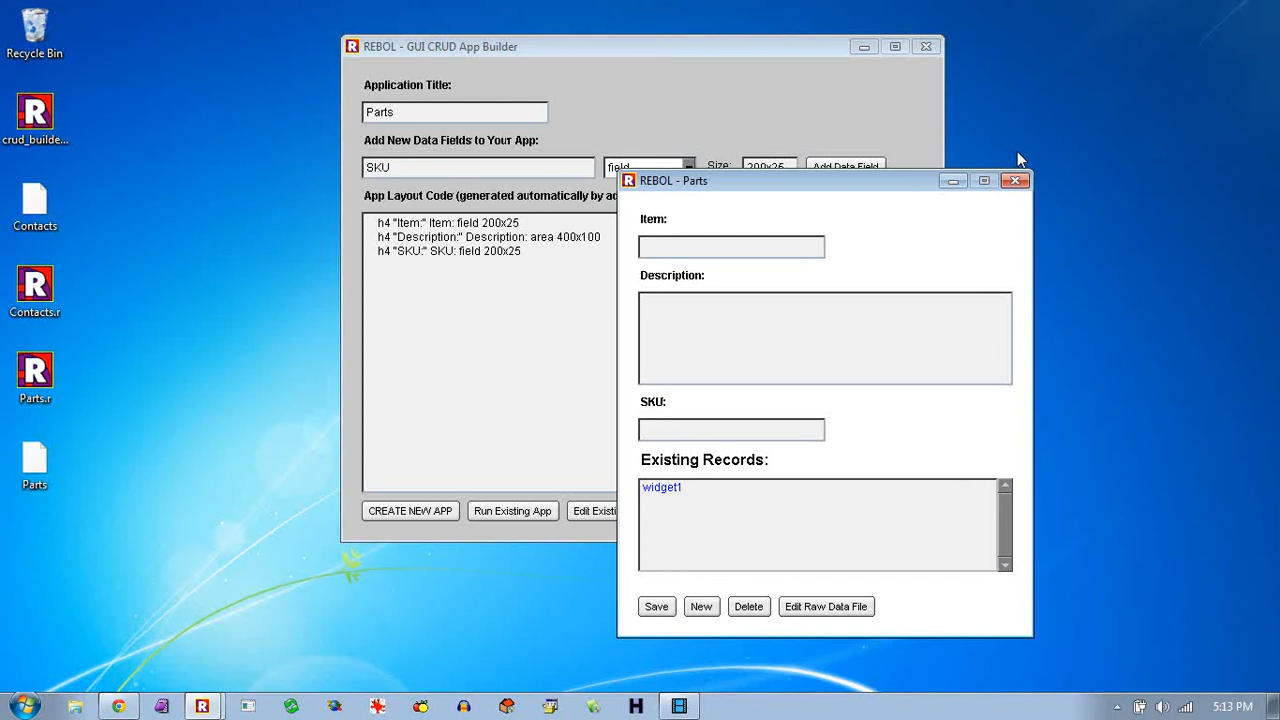 Recycle Bin
crud_builde...
Contacts
Contacts.r
Parts.r
Parts
REBOL - GUI CRUD App Builder
Application Title:
Parts
Add New Data Fields to Your App:
SKU
field
Size:
200x25
Add Data Field
App Layout Code (generated automatically by ad
h4 "Item:" Item: field 200x25
h4 "Description:" Description: area 400x100
h4 "SKU:" SKU: field 200x25
CREATE NEW APP
Run Existing App
Edit Existi
REBOL - Parts
Item:
Description:
SKU:
Existing Records:
widget1
Save
New
Delete
Edit Raw Data File
5:13 PM